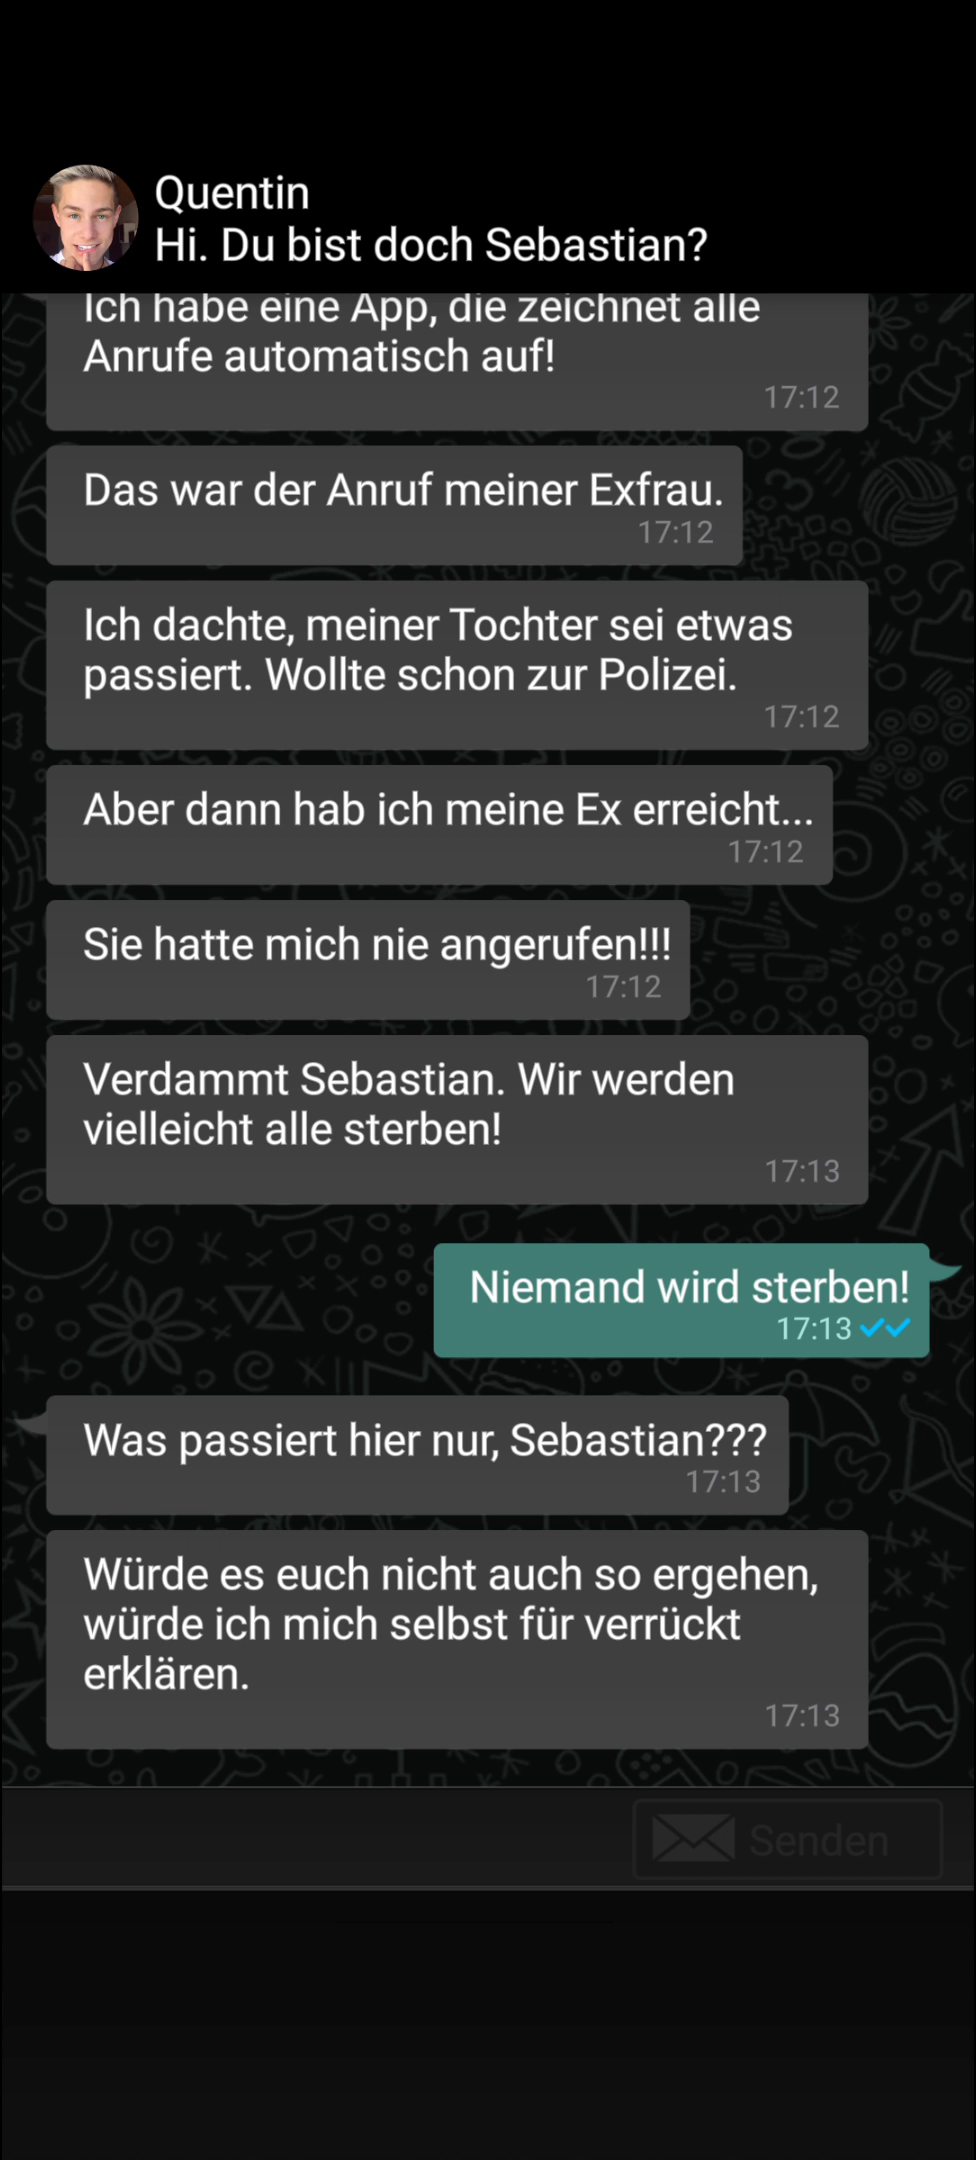 Quentin
Hi. Du bist doch Sebastian?
Ich habe eine App, die zeichnet alle
Anrufe automatisch auf!
17:12
Das war der Anruf meiner Exfrau.
17:12
Ich dachte, meiner Tochter sei etwas
passiert. Wollte schon zur Polizei.
17:12
Aber dann hab ich meine Ex erreicht...
17:12
Sie hatte mich nie angerufen!!!
17:12
Verdammt Sebastian. Wir werden
vielleicht alle sterben!
17:13
Niemand wird sterben!
17:13
Was passiert hier nur, Sebastian???
17:13
Würde es euch nicht auch so ergehen,
würde ich mich selbst für verrückt
erklären.
17:13
Senden